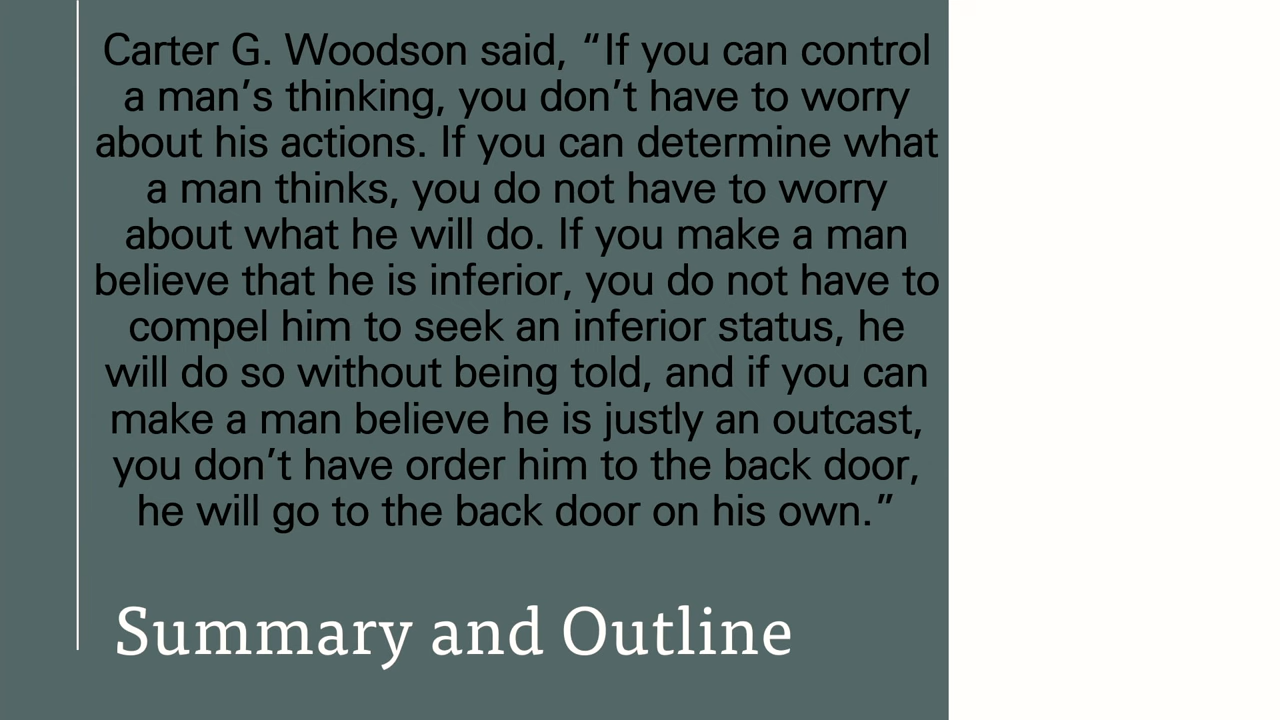 Carter G. Woodson said, “If you can control
a man’s thinking, you don’t have to worry
about his actions. If you can determine what
a man thinks, you do not have to worry
about what he will do. If you make a man
believe that he is inferior, you do not have to
compel him to seek an inferior status, he
will do so without being told, and if you can
make a man believe he is justly an outcast,
you don’t have order him to the back door,
he will go to the back door on his own.”
Summary and Outline